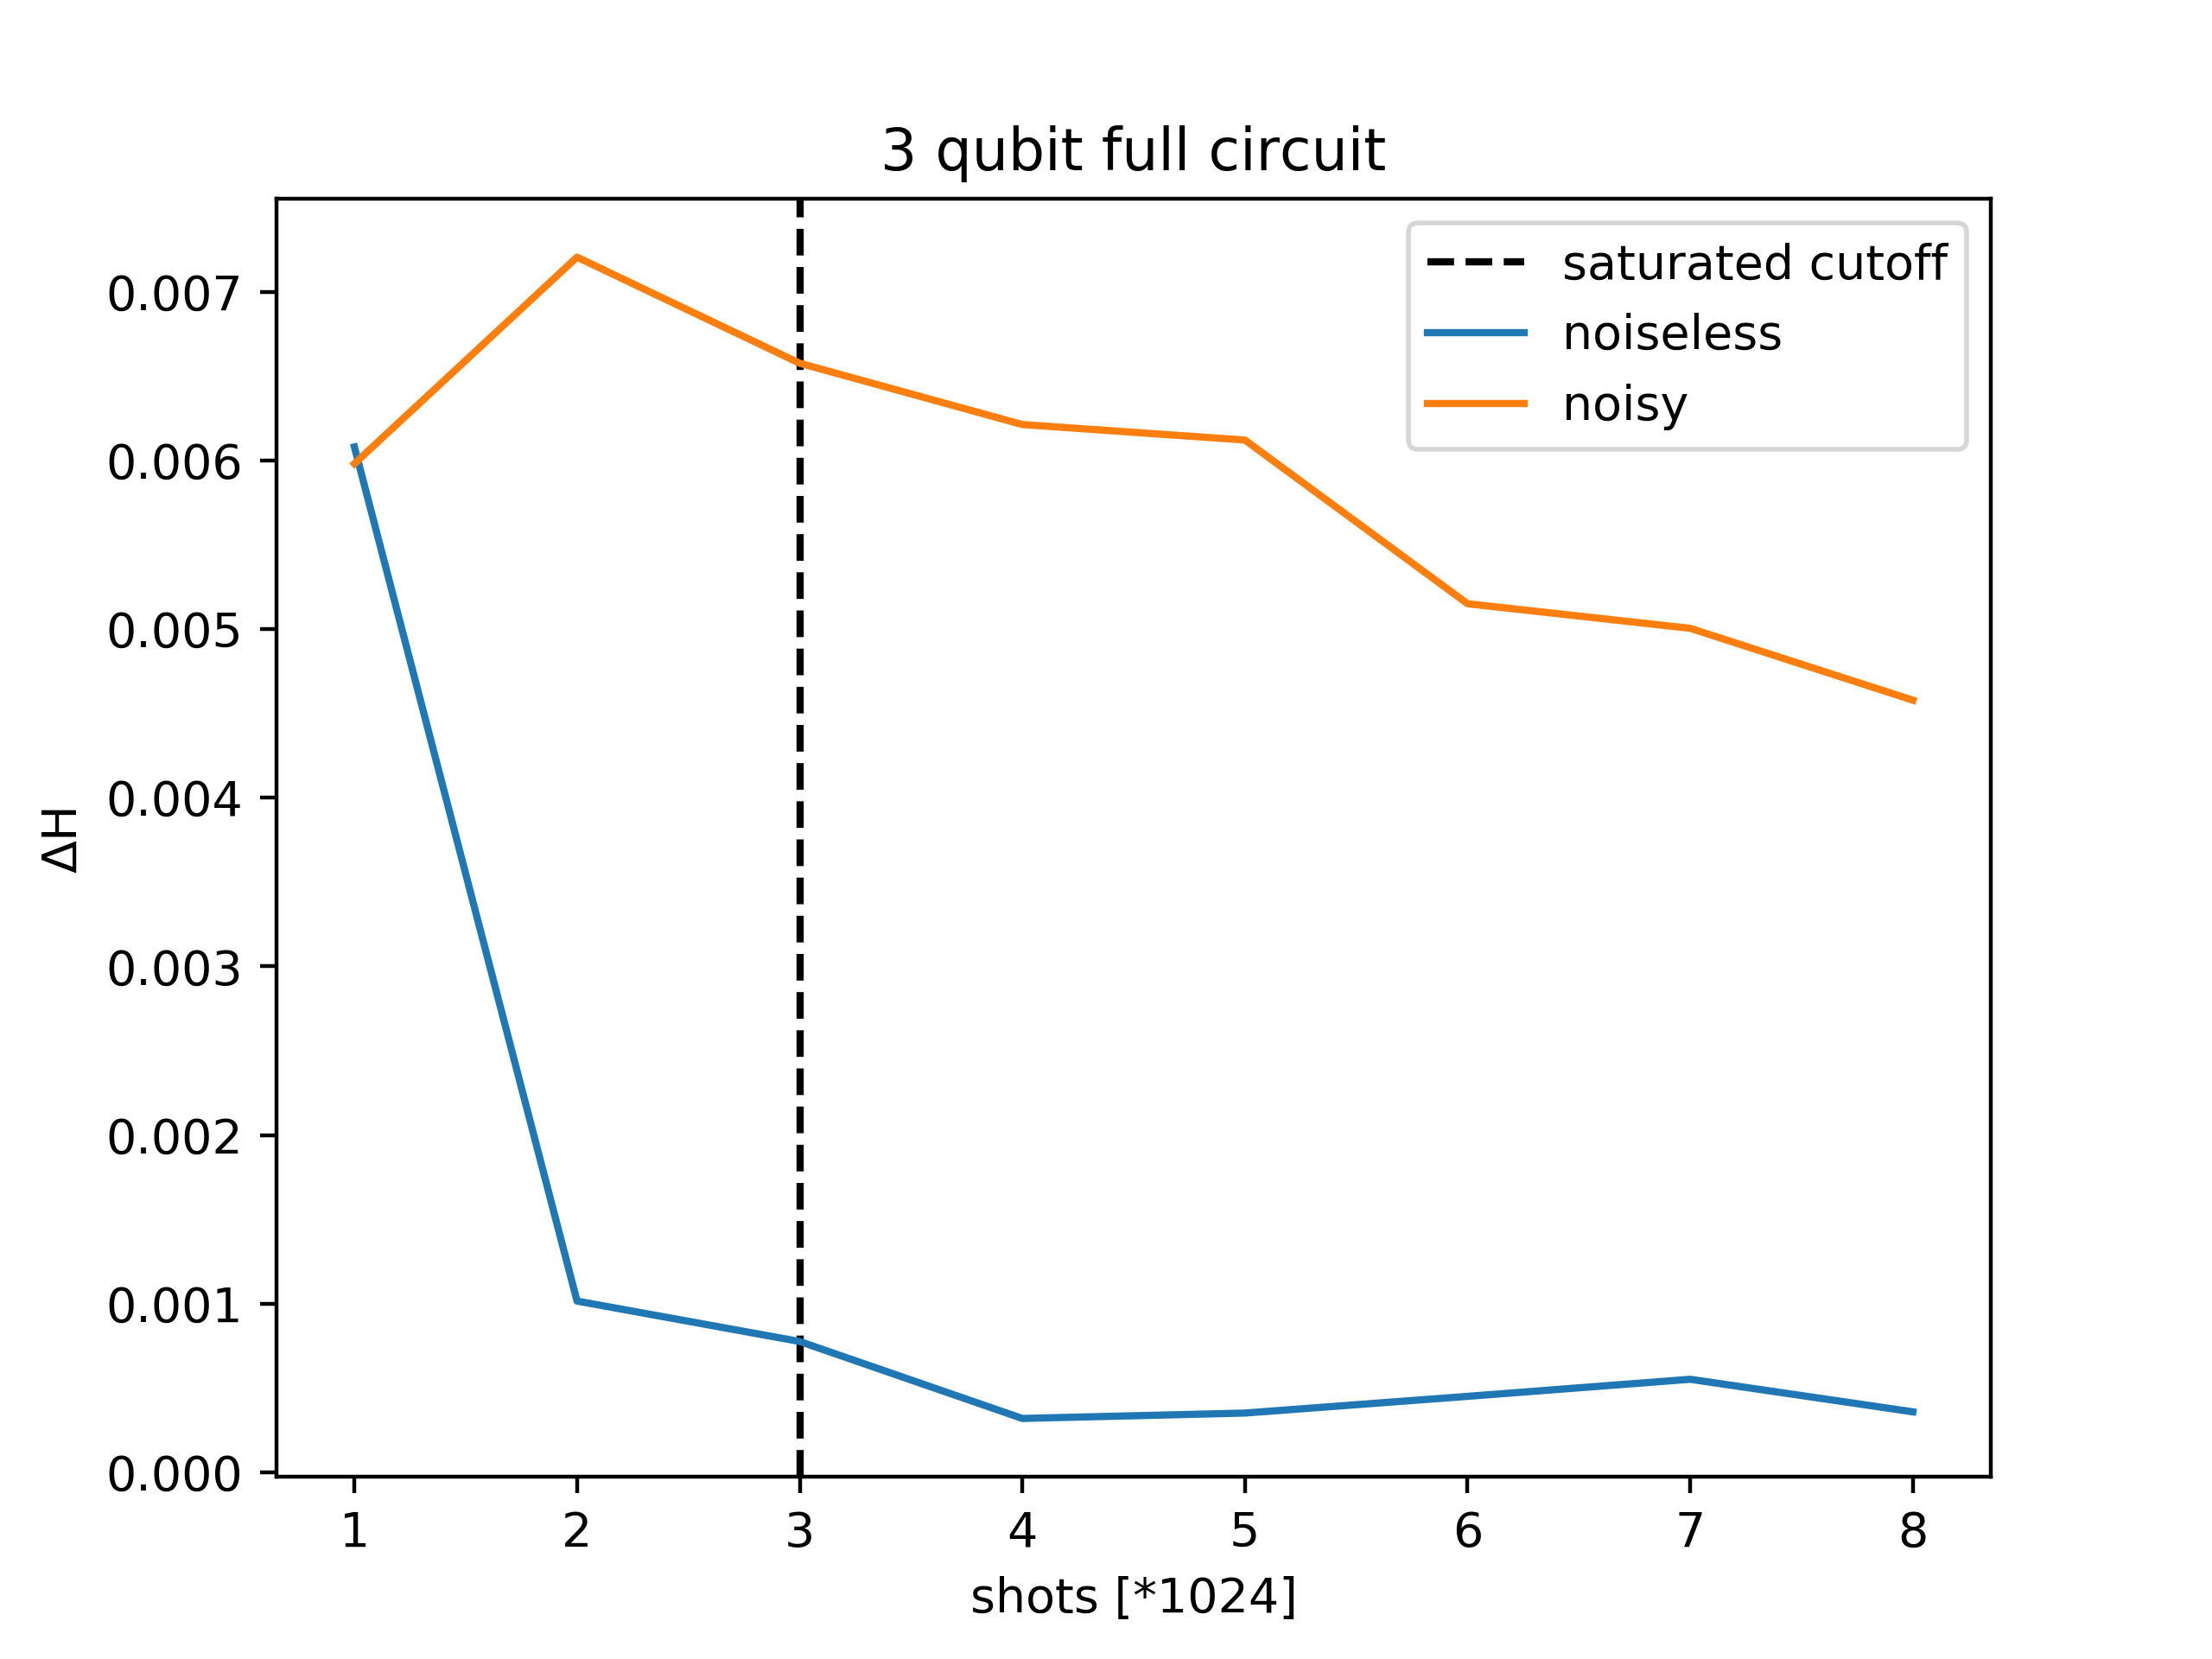 3 qubit full circuit
saturated cutoff
noiseless
noisy
0.007
0.006
0.005
0.004
0.003
0.002
0.001
0.000
ΔH
1 2 3 4 5 6 7 8
shots [*1024]